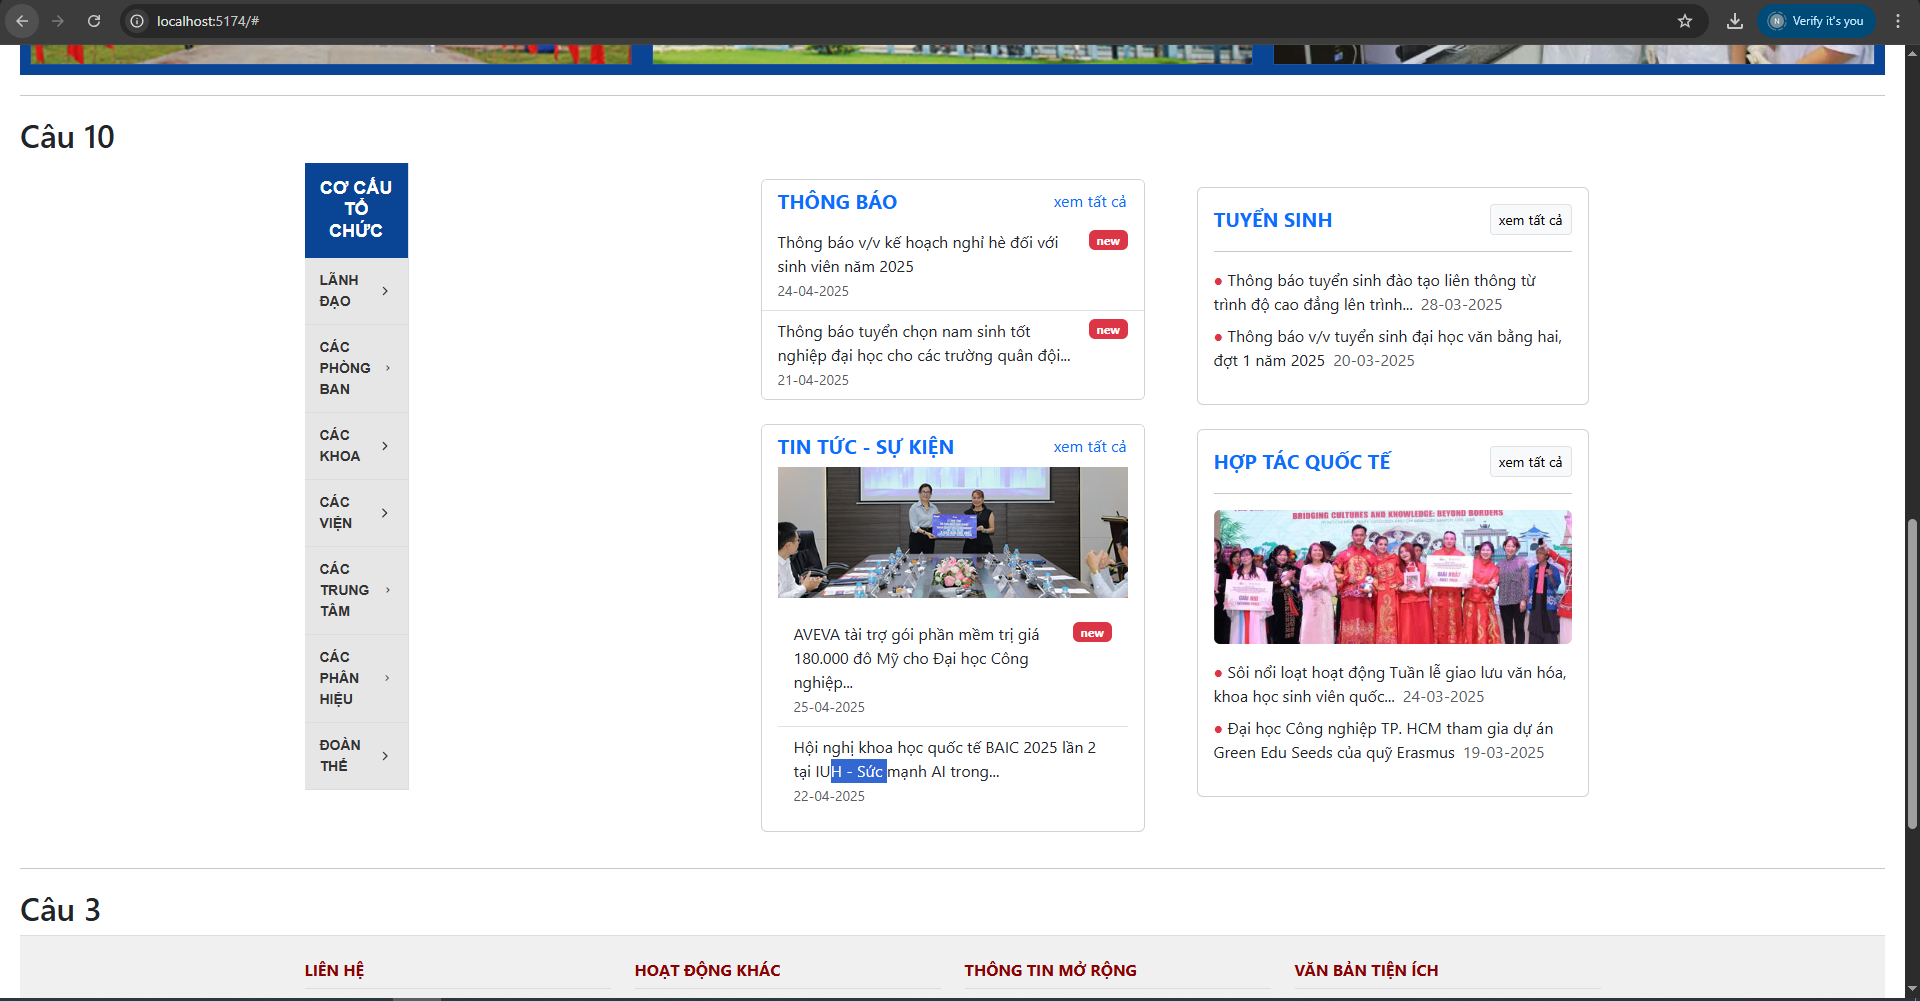 localhost:5174/#
Verify it's you
Câu 10
CƠ CẤU
TỔ
CHỨC
LÃNH
ĐẠO
CÁC
PHÒNG
BAN
CÁC
KHOA
CÁC
VIỆN
CÁC
TRUNG
TÂM
CÁC
PHÂN
HIỆU
ĐOÀN
THỂ
THÔNG BÁO
xem tất cả
Thông báo v/v kế hoạch nghỉ hè đối với
new
sinh viên năm 2025
24-04-2025
Thông báo tuyển chọn nam sinh tốt
new
nghiệp đại học cho các trường quân đội...
21-04-2025
TIN TỨC - SỰ KIỆN
xem tất cả
AVEVA tài trợ gói phần mềm trị giá
new
180.000 đô Mỹ cho Đại học Công
nghiệp...
25-04-2025
Hội nghị khoa học quốc tế BAIC 2025 lần 2
tại IUH - Sức mạnh AI trong...
22-04-2025
TUYỂN SINH
xem tất cả
Thông báo tuyển sinh đào tạo liên thông từ
trình độ cao đẳng lên trình... 28-03-2025
Thông báo v/v tuyển sinh đại học văn bằng hai,
đợt 1 năm 2025 20-03-2025
HỢP TÁC QUỐC TẾ
xem tất cả
BRIDGING CULTURES AND KNOWLEDGE: BEYOND BORDERS
GIẢI NHẤT
Sôi nổi loạt hoạt động Tuần lễ giao lưu văn hóa,
khoa học sinh viên quốc... 24-03-2025
Đại học Công nghiệp TP. HCM tham gia dự án
Green Edu Seeds của quỹ Erasmus 19-03-2025
Câu 3
LIÊN HỆ
HOẠT ĐỘNG KHÁC
THÔNG TIN MỞ RỘNG
VĂN BẢN TIỆN ÍCH